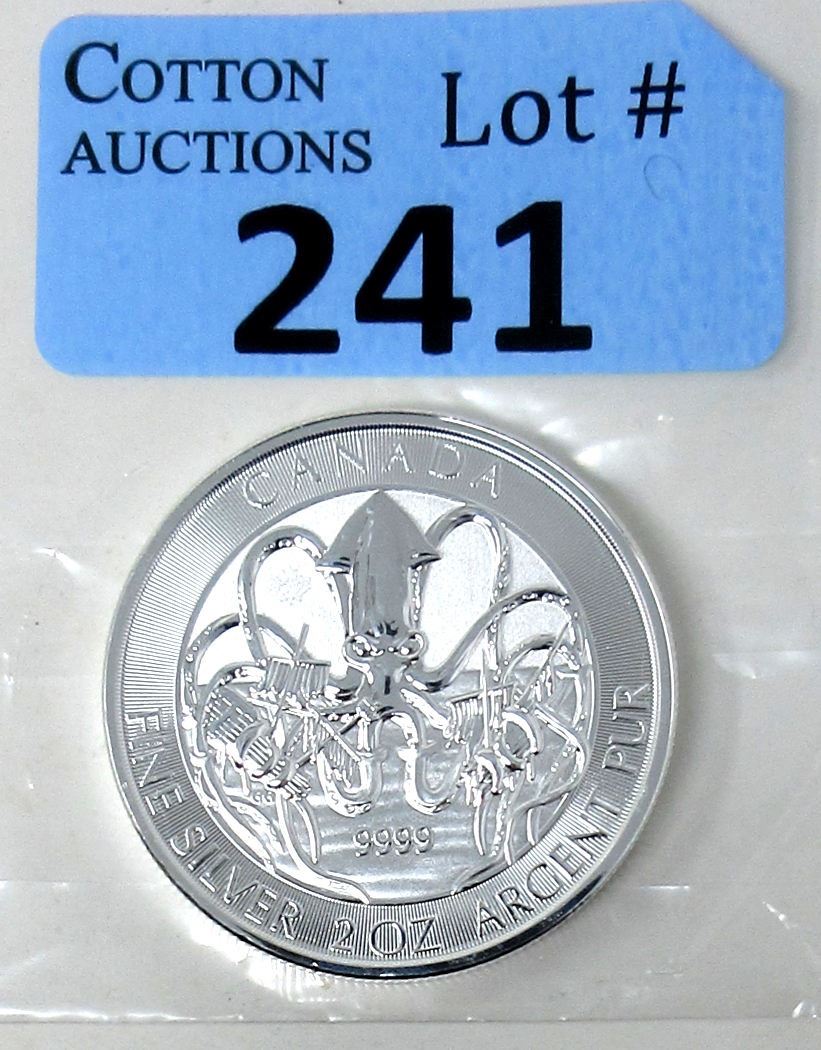 COTTON
AUCTIONS
Lot #
241
CANADA
9999
FINE SILVER 2 OZ ARGENT PUR